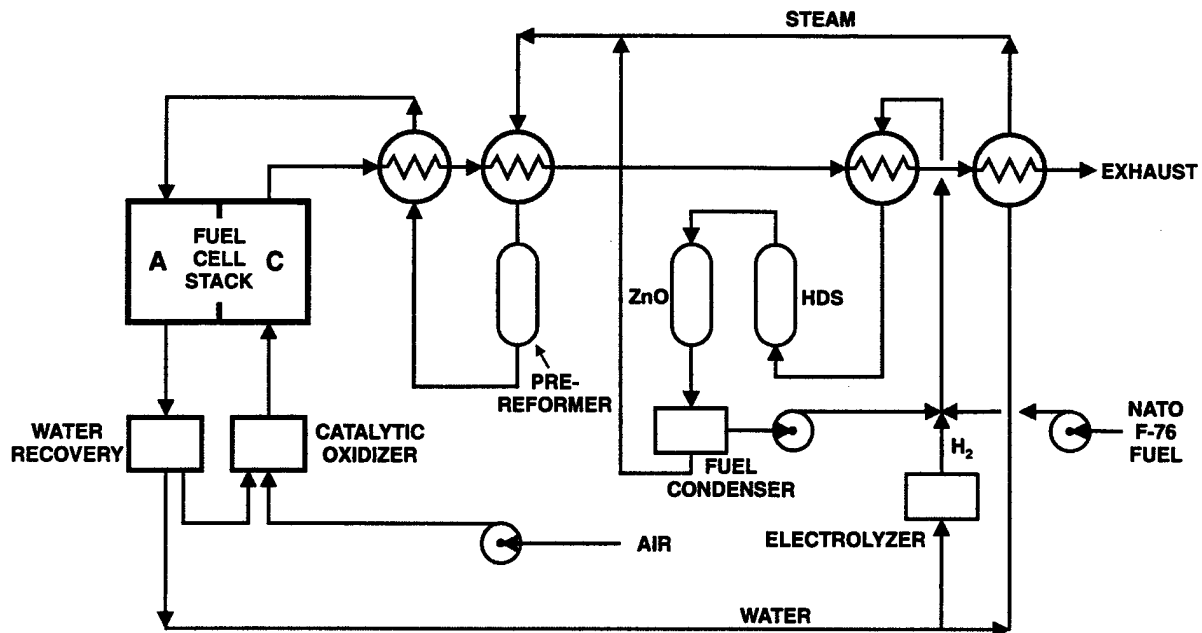 STEAM
EXHAUST
A
FUEL
CELL
STACK
C
ZnO
HDS
PRE-
REFORMER
WATER
RECOVERY
CATALYTIC
OXIDIZER
FUEL
CONDENSER
H2
NATO
F-76
FUEL
ELECTROLYZER
AIR
WATER